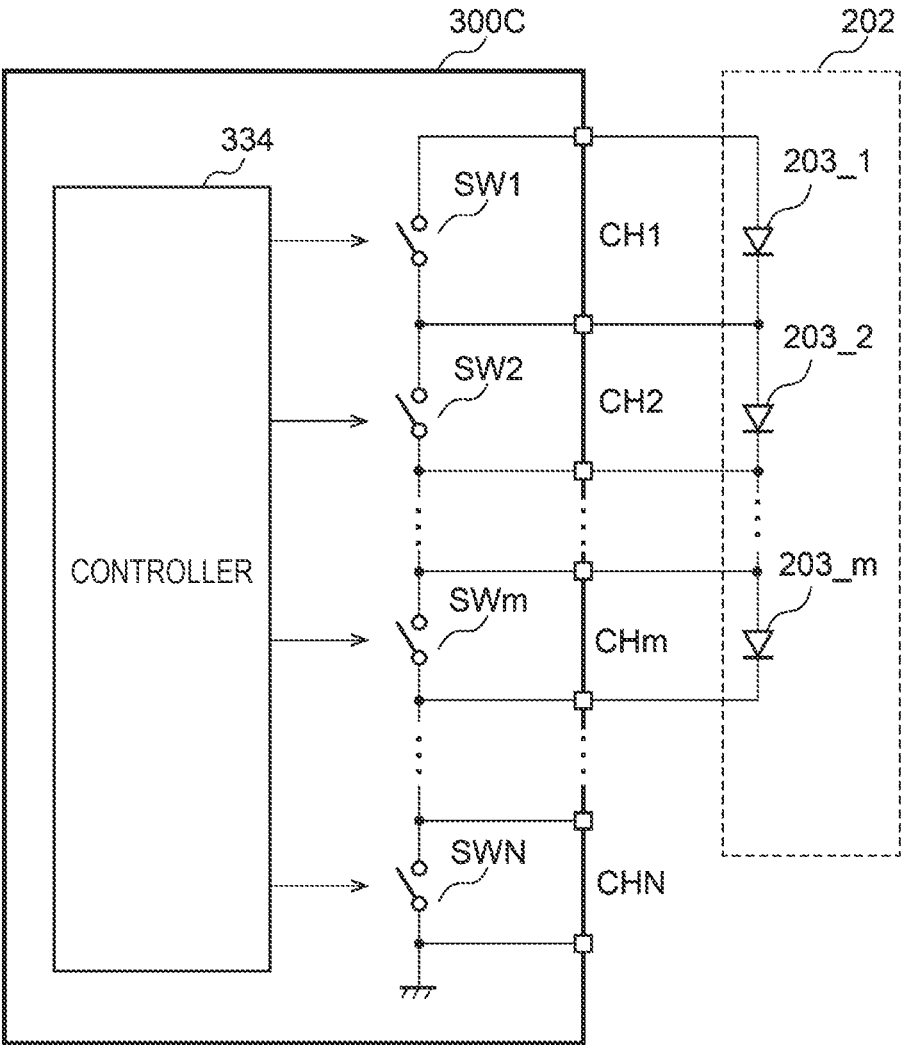 300C
202
334
203_1
SW1
CH1
203_2
SW2
CH2
CONTROLLER
203_m
SWm
CHm
SWN
CHN